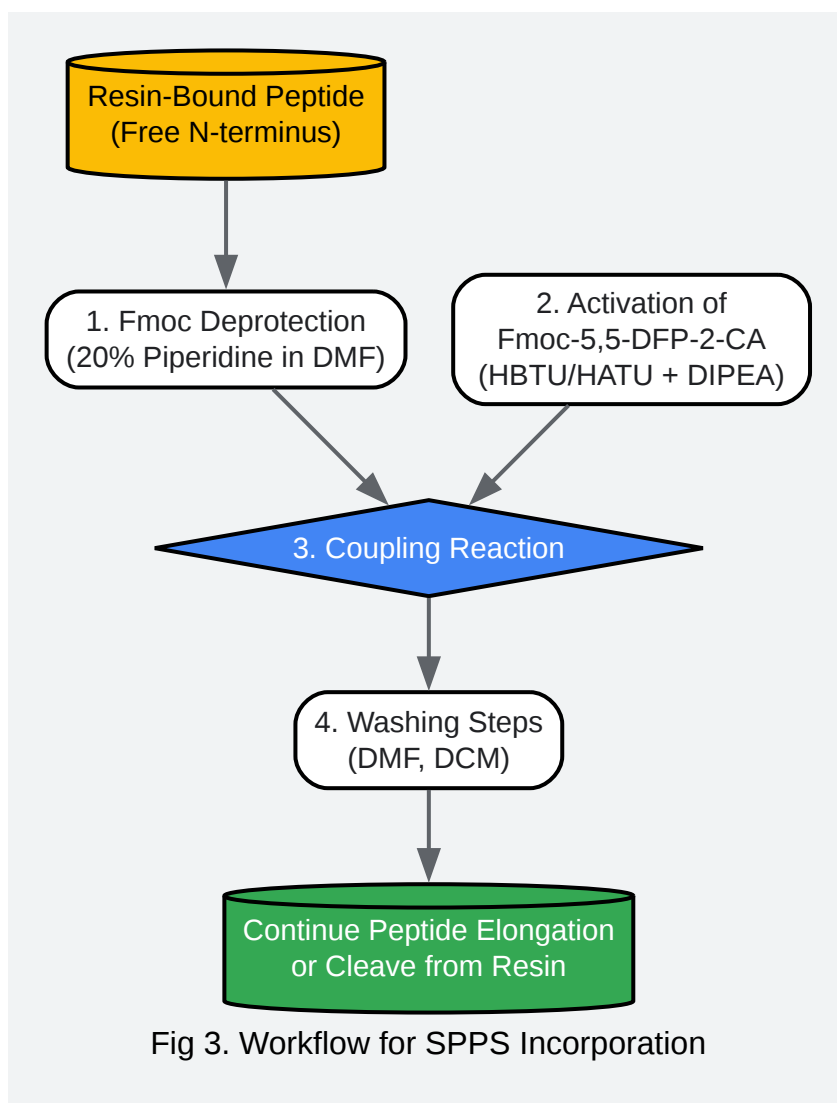 Resin-Bound Peptide
(Free N-terminus)
1. Fmoc Deprotection
(20% Piperidine in DMF)
2. Activation of
Fmoc-5,5-DFP-2-CA
(HBTU/HATU + DIPEA)
3. Coupling Reaction
4. Washing Steps
(DMF, DCM)
Continue Peptide Elongation
or Cleave from Resin
Fig 3. Workflow for SPPS Incorporation